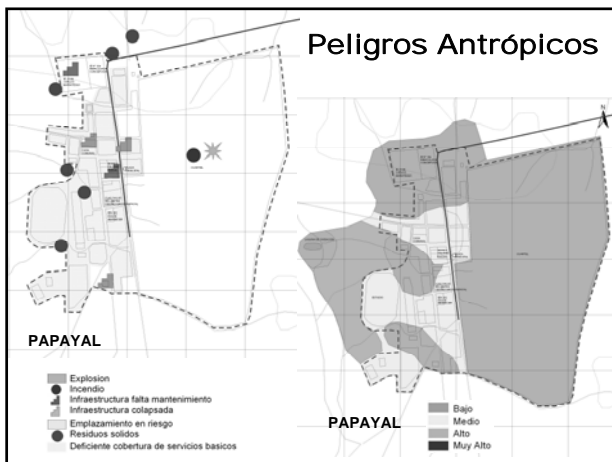 Peligros Antrópicos
PAPAYAL
Explosion
Incendio
Infraestructura falta mantenimiento
Infraestructura colapsada
Emplazamiento en riesgo
Residuos solidos
Deficiente cobertura de servicios basicos
PAPAYAL
Bajo
Medio
Alto
Muy Alto